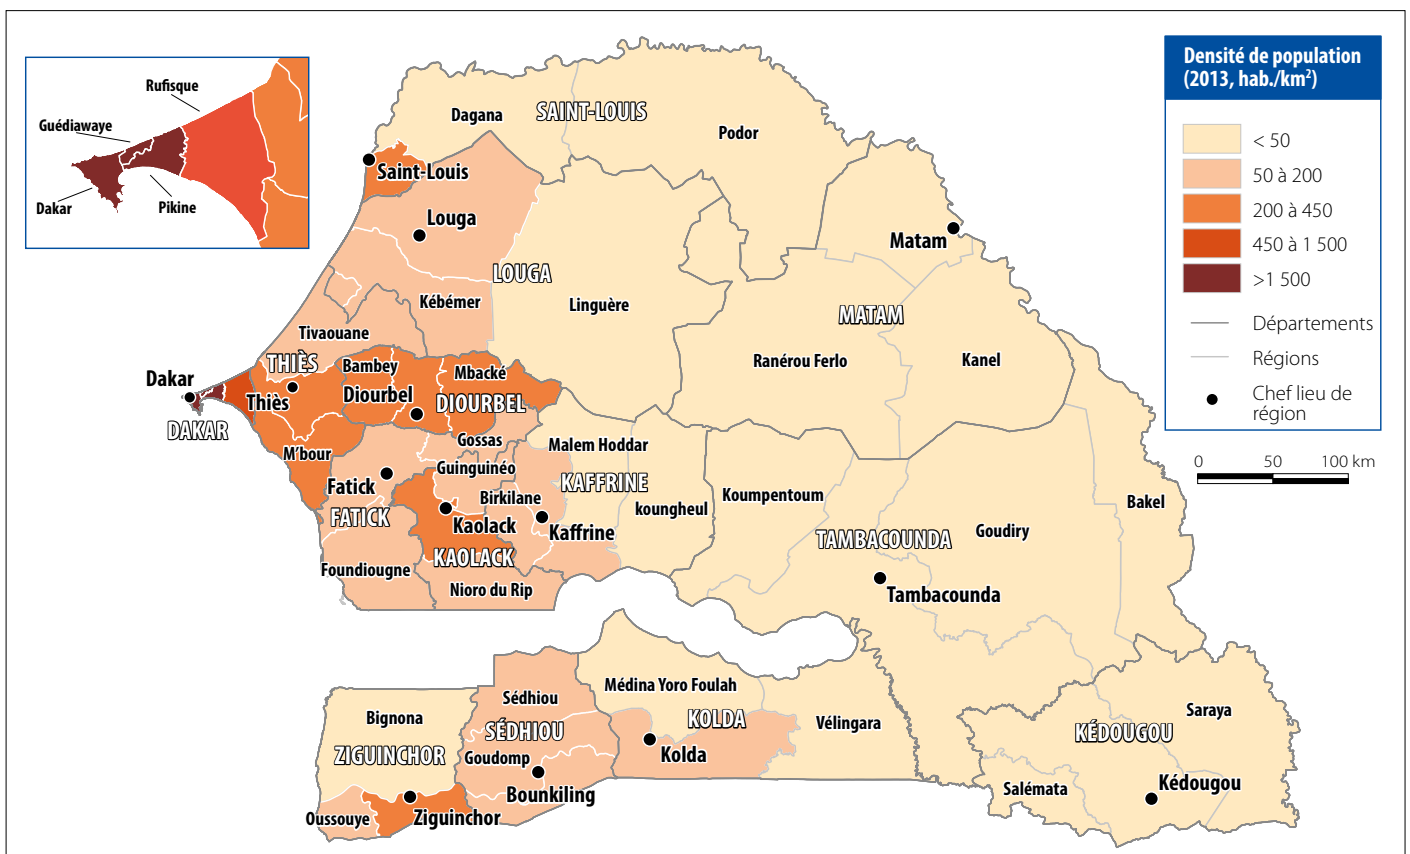 Rufisque
Guédiawaye
Dakar
Pikine
Densité de population
(2013, hab./km²)
< 50
50 à 200
200 à 450
450 à 1 500
>1 500
Départements
Régions
Chef lieu de
région
0 50 100 km
Dagana
SAINT-LOUIS
Podor
Saint-Louis
Louga
Matam
LOUGA
Kébémer
Linguère
MATAM
Tivaouane
Ranérou Ferlo
Kanel
THIÈS
Bambey
Mbacké
Dakar
Thiès
Diourbel
DIOURBEL
DAKAR
M'bour
Gossas
Malem Hoddar
Guinguinéo
Fatick
Birkilane
KAFFRINE
Koumpentoum
koungheul
Bakel
FATICK
Kaolack
Kaffrine
Goudiry
TAMBACOUNDA
KAOLACK
Foundiougne
Nioro du Rip
Tambacounda
Médina Yoro Foulah
Sédhiou
Bignona
SÉDHIOU
KOLDA
Vélingara
Saraya
KÉDOUGOU
ZIGUINCHOR
Goudomp
Kolda
Salémata
Kédougou
Bounkiling
Oussouye
Ziguinchor